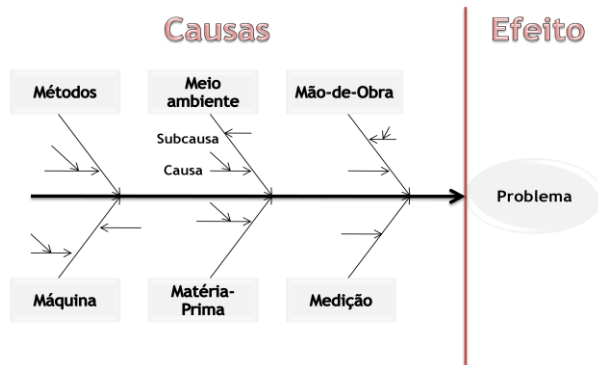 Causas
Efeito
Métodos
Meio
ambiente
Mão-de-Obra
Subcausa
Causa
Problema
Máquina
Matéria-
Prima
Medição